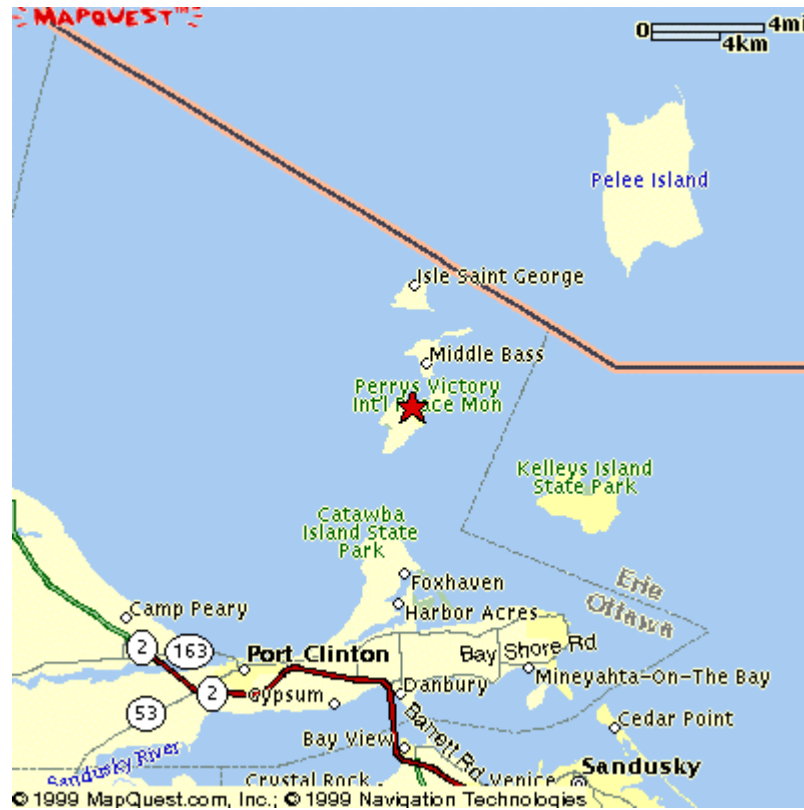 MAPQUEST™
0 4mi
4km
Pelee Island
Isle Saint George
Middle Bass
Perrys Victory
Int'l Peace Mon
Kelleys Island
State Park
Catawba
Island State
Park
Foxhaven
Erie
Camp Peary
Harbor Acres
Ottawa
2
163
Port Clinton
Bay Shore Rd
Mineyahta-On-The Bay
2
Gypsum
Danbury
53
Barrett Rd
Cedar Point
Sandusky River
Bay View
Crystal Rock
Venice
Sandusky
© 1999 MapQuest.com, Inc.; © 1999 Navigation Technologies